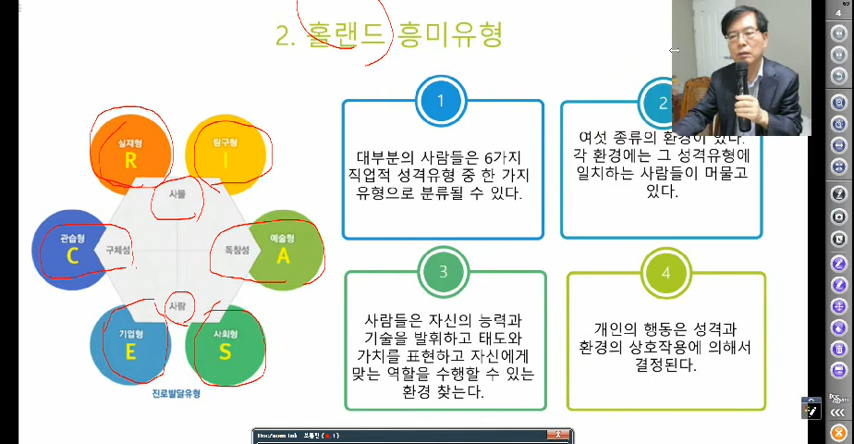 2. 홀랜드 흥미유형
실재형
R
탐구형
I
사물
관습형
C
구체성
독창성
예술형
A
사람
기업형
E
사회형
S
진로발달유형
1
대부분의 사람들은 6가지
직업적 성격유형 중 한 가지
유형으로 분류될 수 있다.
2
여섯 종류의 환경이 있다.
각 환경에는 그 성격유형에
일치하는 사람들이 머물고
있다.
3
사람들은 자신의 능력과
기술을 발휘하고 태도와
가치를 표현하고 자신에게
맞는 역할을 수행할 수 있는
환경 찾는다.
4
개인의 행동은 성격과
환경의 상호작용에 의해서
결정된다.
4